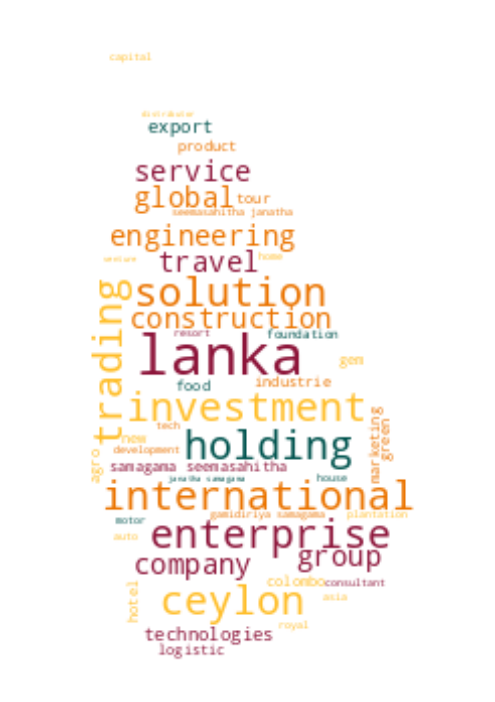 capital
distributor
export
product
service
global tour
seemasahitha janatha
engineering
travel home
venture
trading
solution
construction
resort foundation
lanka
gem
food industrie
investment
tech
new
marketing
green
holding
development
agro
samagama seemasahitha
janatha samagama house
international
gamidiriya samagama plantation
motor
enterprise
auto
group
company
colombo consultant
hotel
ceylon asia
royal
technologies
logistic